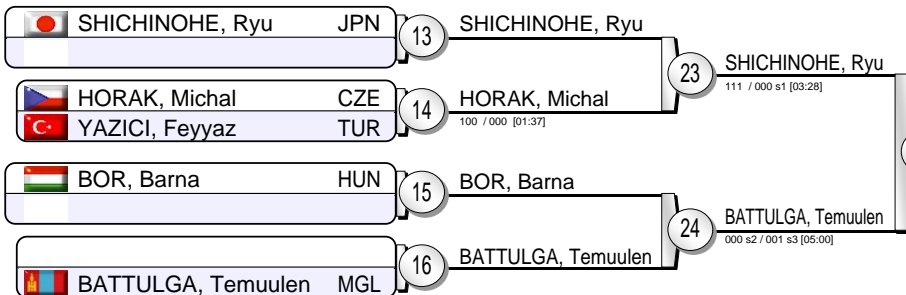 SHICHINOHE, Ryu JPN
13
SHICHINOHE, Ryu
HORAK, Michal CZE
YAZICI, Feyyaz TUR
14
HORAK, Michal
100 / 000 [01:37]
23
SHICHINOHE, Ryu
111 / 000 s1 [03:28]
BOR, Barna HUN
15
BOR, Barna
BATTULGA, Temuulen MGL
16
BATTULGA, Temuulen
24
BATTULGA, Temuulen
000 s2 / 001 s3 [05:00]